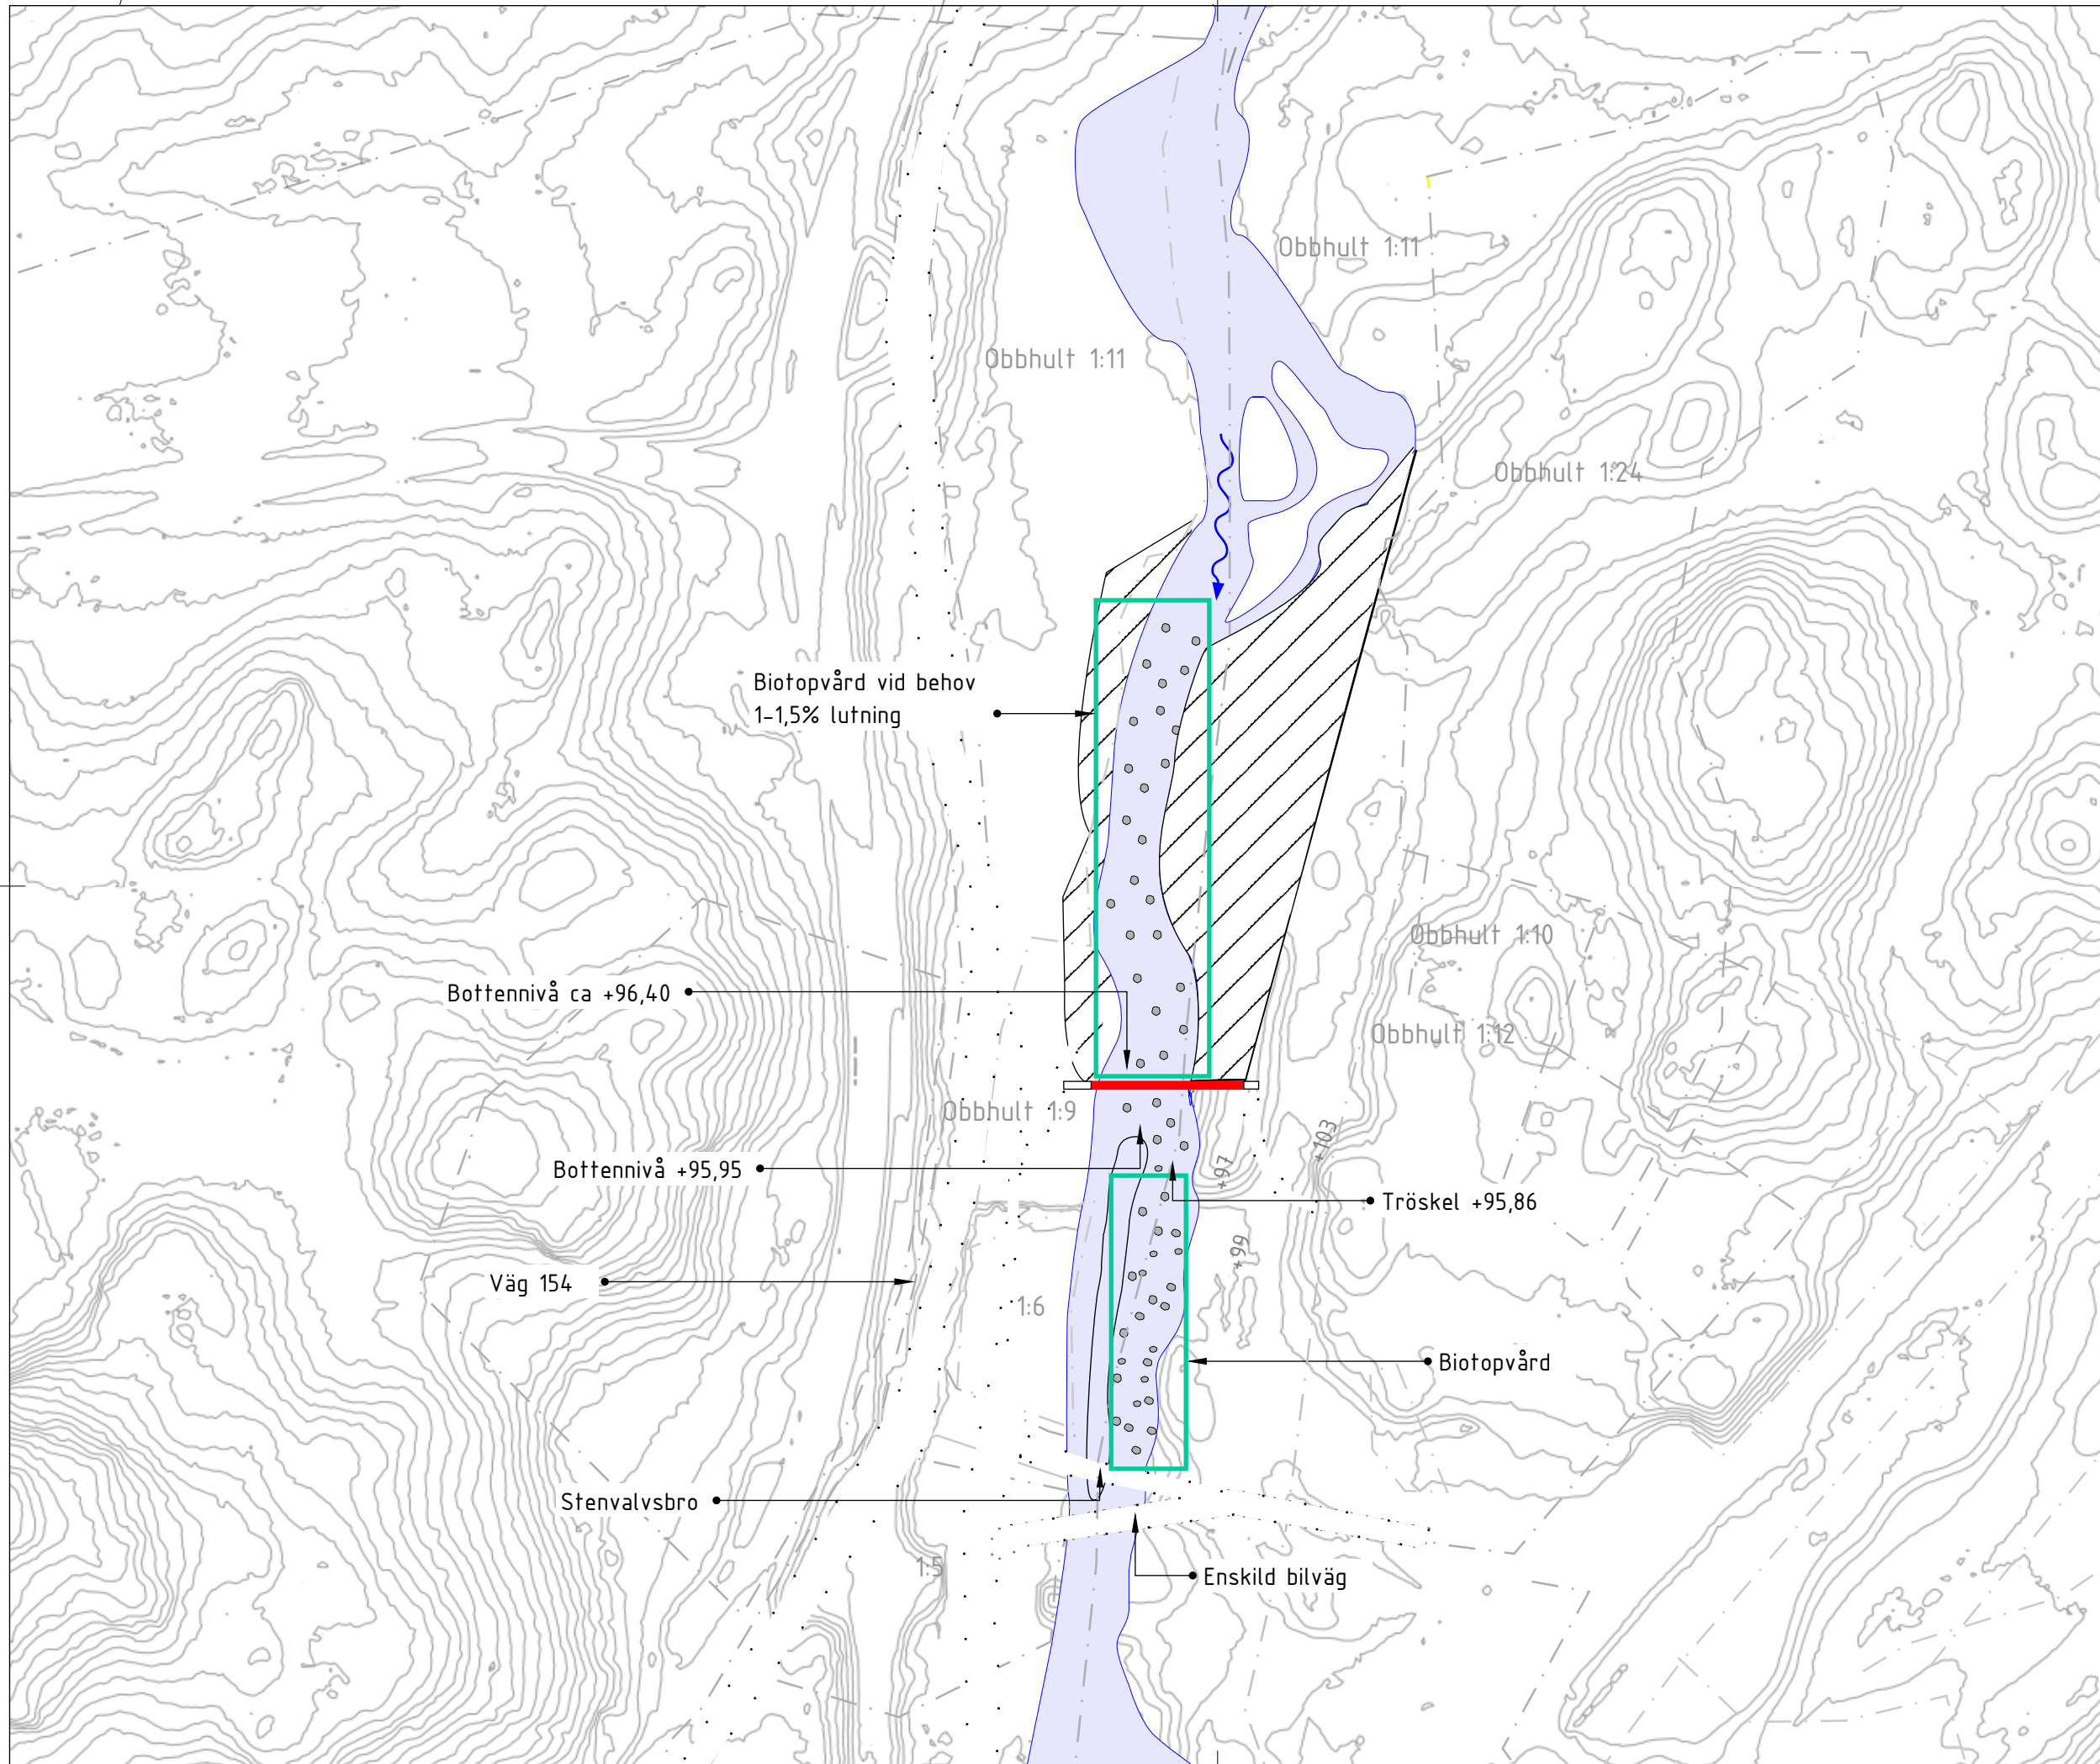 Obbhult 1:11
Obbhult 1:11
Obbhult 1:24
Biotopvård vid behov
1-1,5% lutning
Obbhult 1:10
Bottennivå ca +96,40
Obbhult 1:12
Obbhult 1:9
+103
Bottennivå +95,95
+97
Tröskel +95,86
+99
Väg 154
1:6
Biotopvård
Stenvalvsbro
1:5
Enskild bilväg